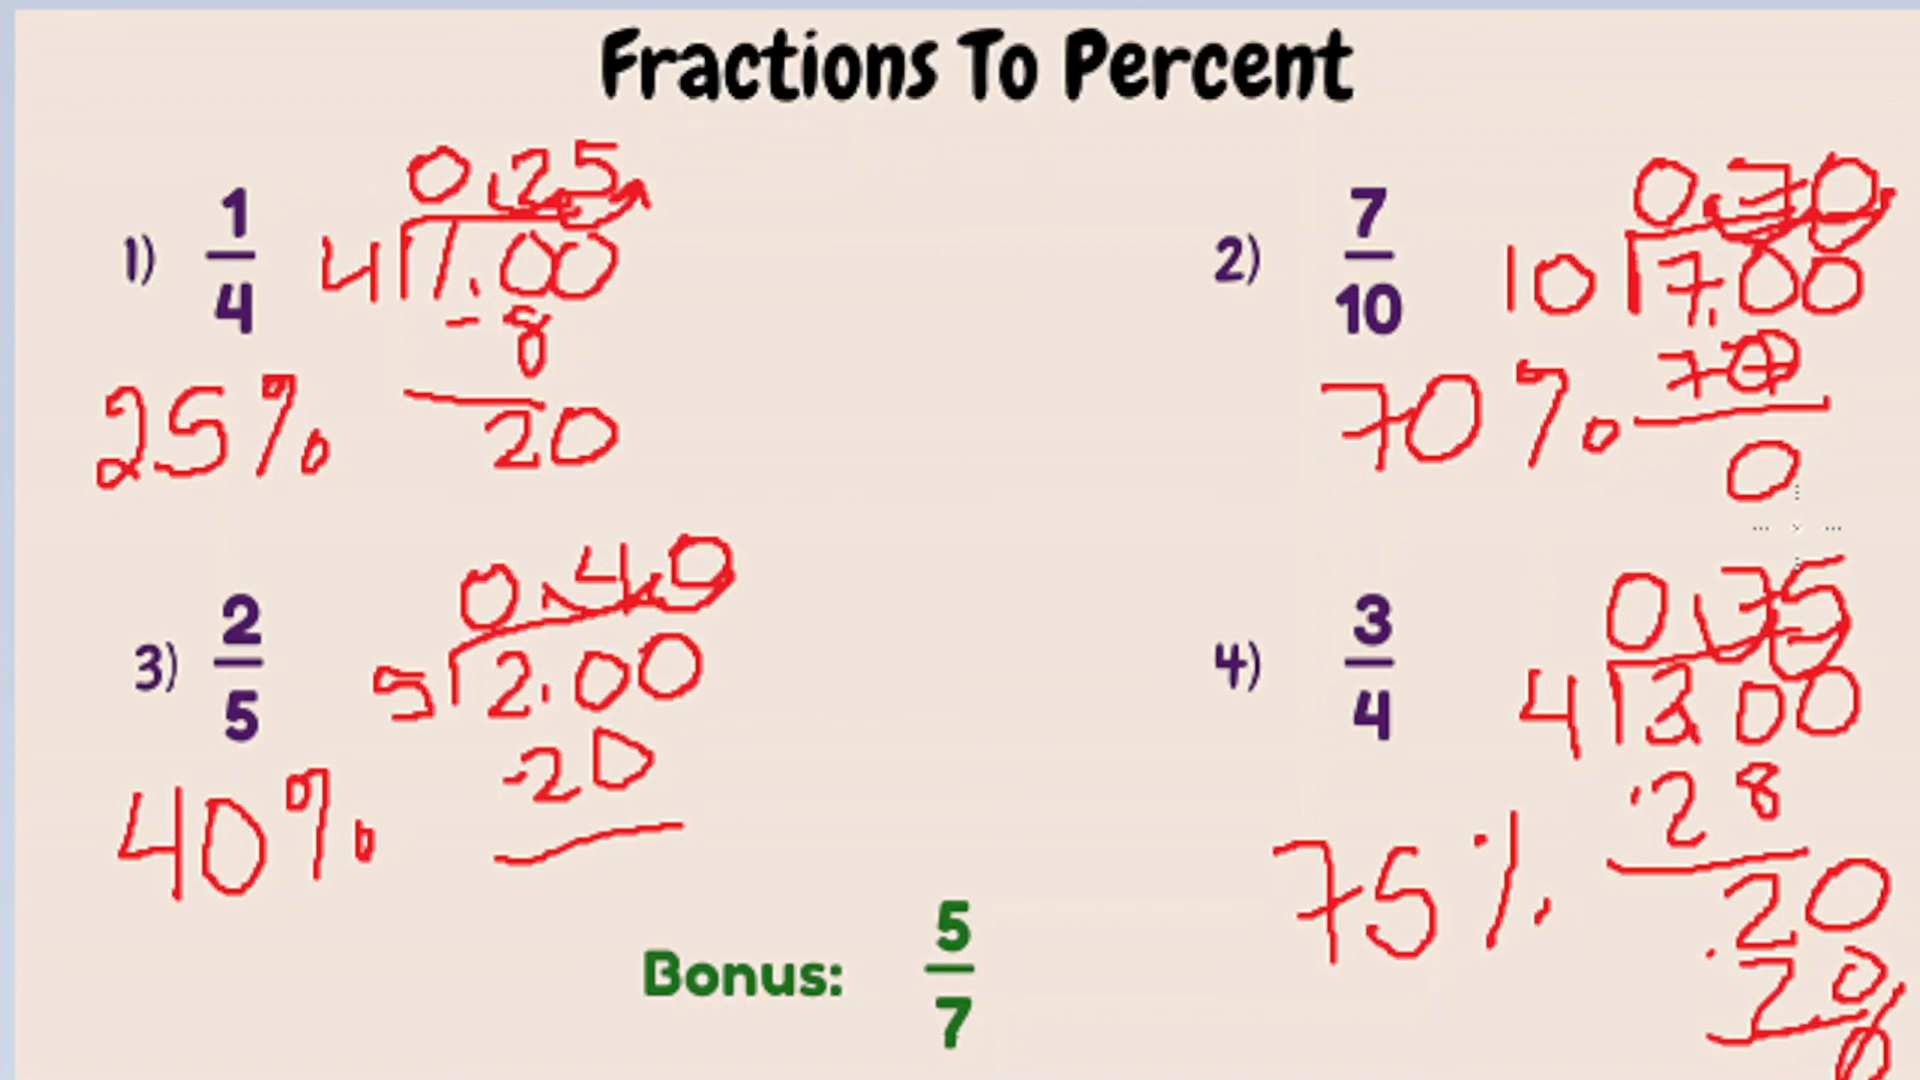 Fractions To Percent
0.25
1) 1/4 4 1.00
- 8
25% 20
0.70
2) 7/10 10 7.00
70
70% 0
0.40
3) 2/5 5 2.00
-20
40%
0.75
4) 3/4 4 3.00
28
75% 20
20
0
Bonus: 5/7